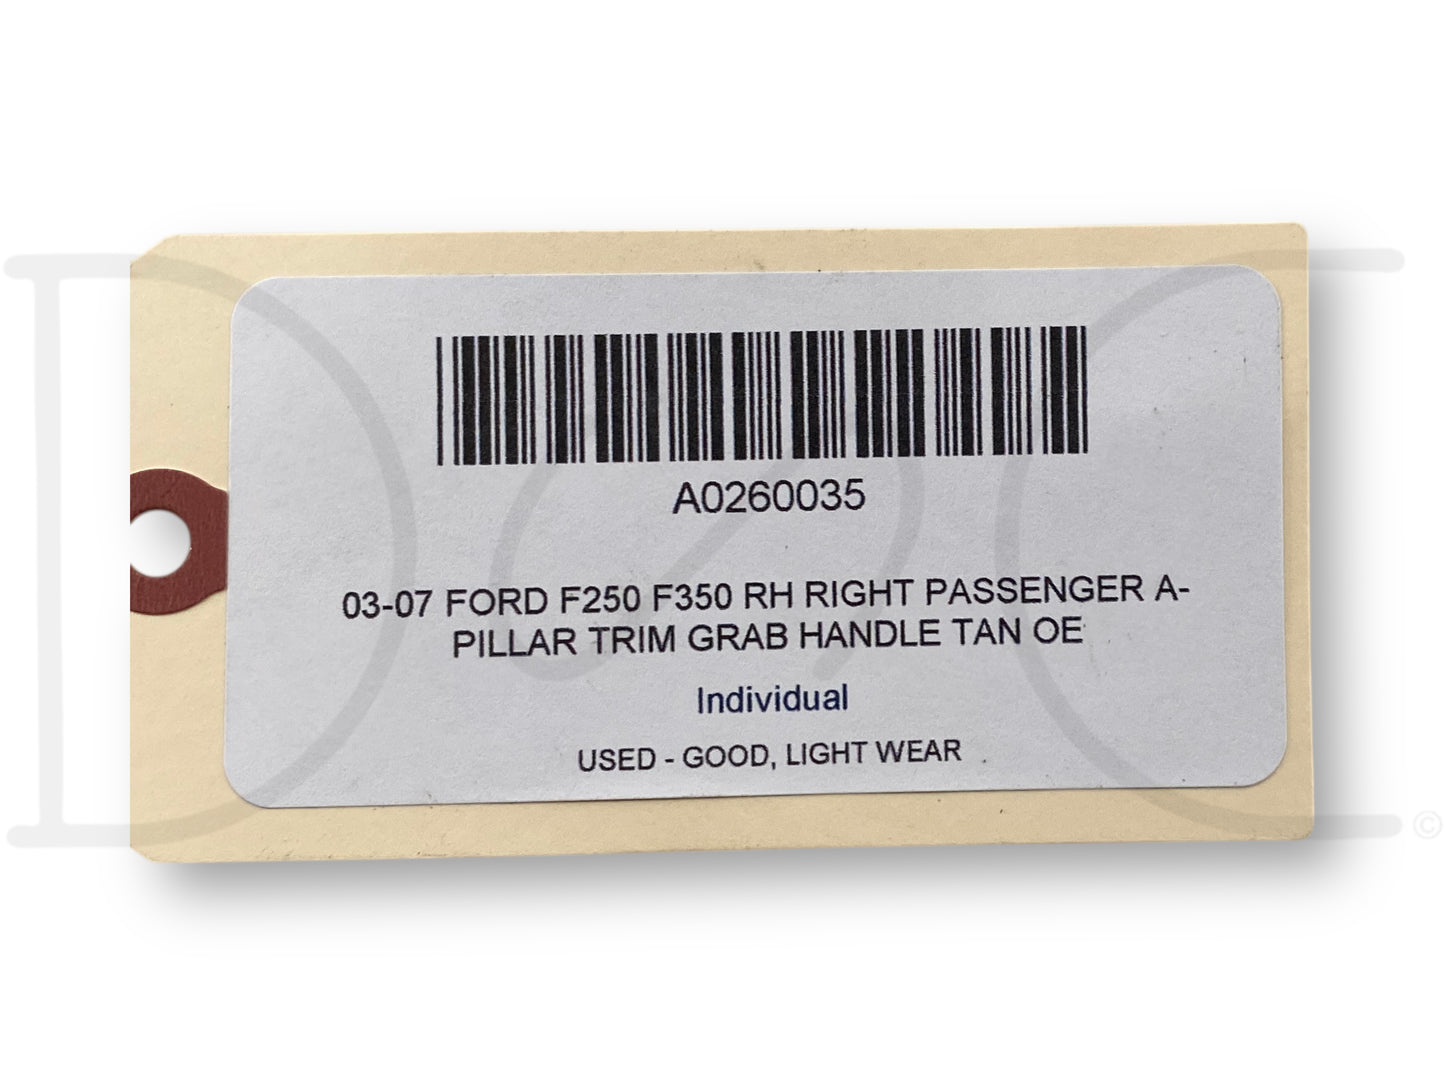 A0260035
03-07 FORD F250 F350 RH RIGHT PASSENGER A-
PILLAR TRIM GRAB HANDLE TAN OE
Individual
USED - GOOD, LIGHT WEAR
©